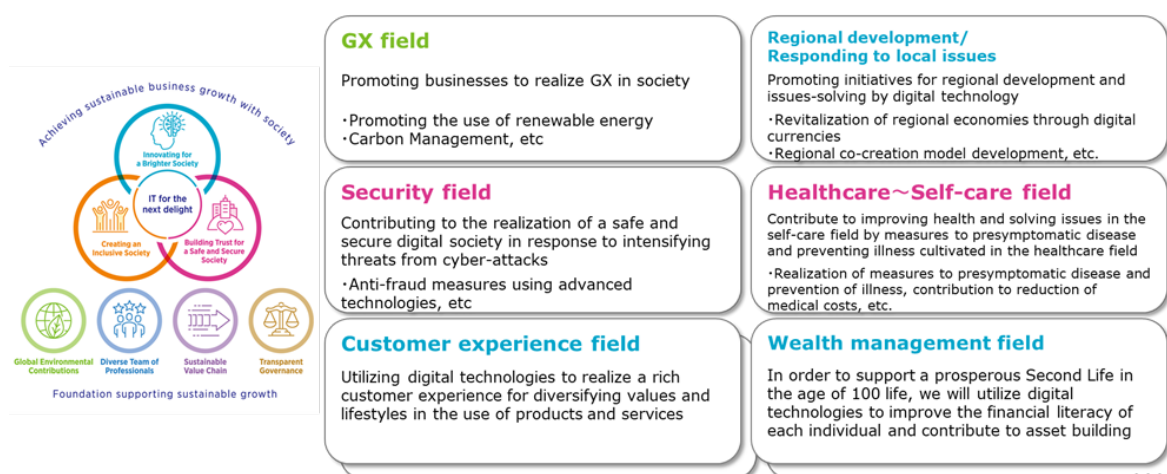 Achieving sustainable business growth with society
Innovating for
a Brighter Society
IT for the
next delight
Creating an
Inclusive Society
Building Trust for
a Safe and Secure
Society
Global Environmental
Contributions
Diverse Team of
Professionals
Sustainable
Value Chain
Transparent
Governance
Foundation supporting sustainable growth
GX field
Promoting businesses to realize GX in society
・Promoting the use of renewable energy
・Carbon Management, etc
Regional development/
Responding to local issues
Promoting initiatives for regional development and
issues-solving by digital technology
・Revitalization of regional economies through digital
currencies
・Regional co-creation model development, etc.
Security field
Contributing to the realization of a safe and
secure digital society in response to intensifying
threats from cyber-attacks
・Anti-fraud measures using advanced
technologies, etc
Healthcare～Self-care field
Contribute to improving health and solving issues in the
self-care field by measures to presymptomatic disease
and preventing illness cultivated in the healthcare field
・Realization of measures to presymptomatic disease and
prevention of illness, contribution to reduction of
medical costs, etc.
Customer experience field
Utilizing digital technologies to realize a rich
customer experience for diversifying values and
lifestyles in the use of products and services
Wealth management field
In order to support a prosperous Second Life in
the age of 100 life, we will utilize digital
technologies to improve the financial literacy of
each individual and contribute to asset building